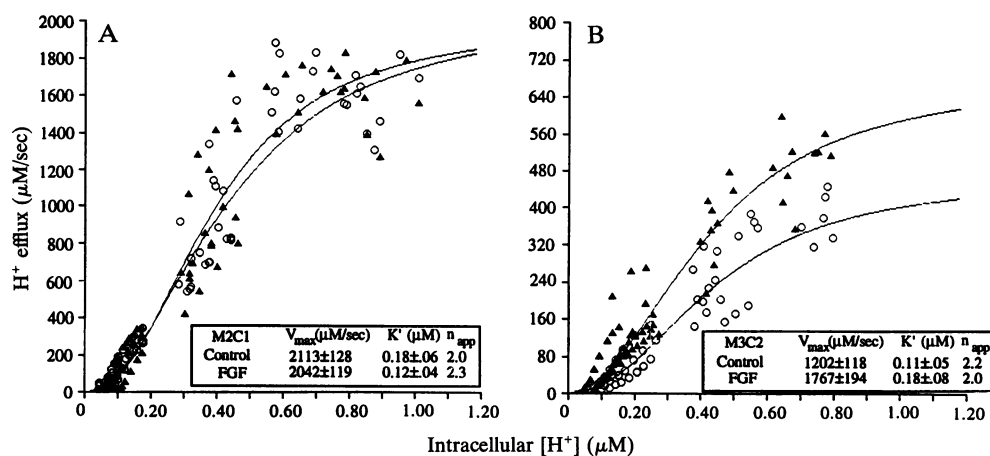 A
B
2000
1800
1600
1400
1200
1000
800
600
400
200
0
H⁺ efflux (μM/sec)
0 0.20 0.40 0.60 0.80 1.00 1.20
M2C1 Vmax(μM/sec) K' (μM) napp
Control 2113±128 0.18±.06 2.0
FGF 2042±119 0.12±.04 2.3
800
720
640
560
480
400
320
240
160
80
0
0 0.20 0.40 0.60 0.80 1.00 1.20
M3C2 Vmax(μM/sec) K' (μM) napp
Control 1202±118 0.11±.05 2.2
FGF 1767±194 0.18±.08 2.0
Intracellular [H⁺] (μM)